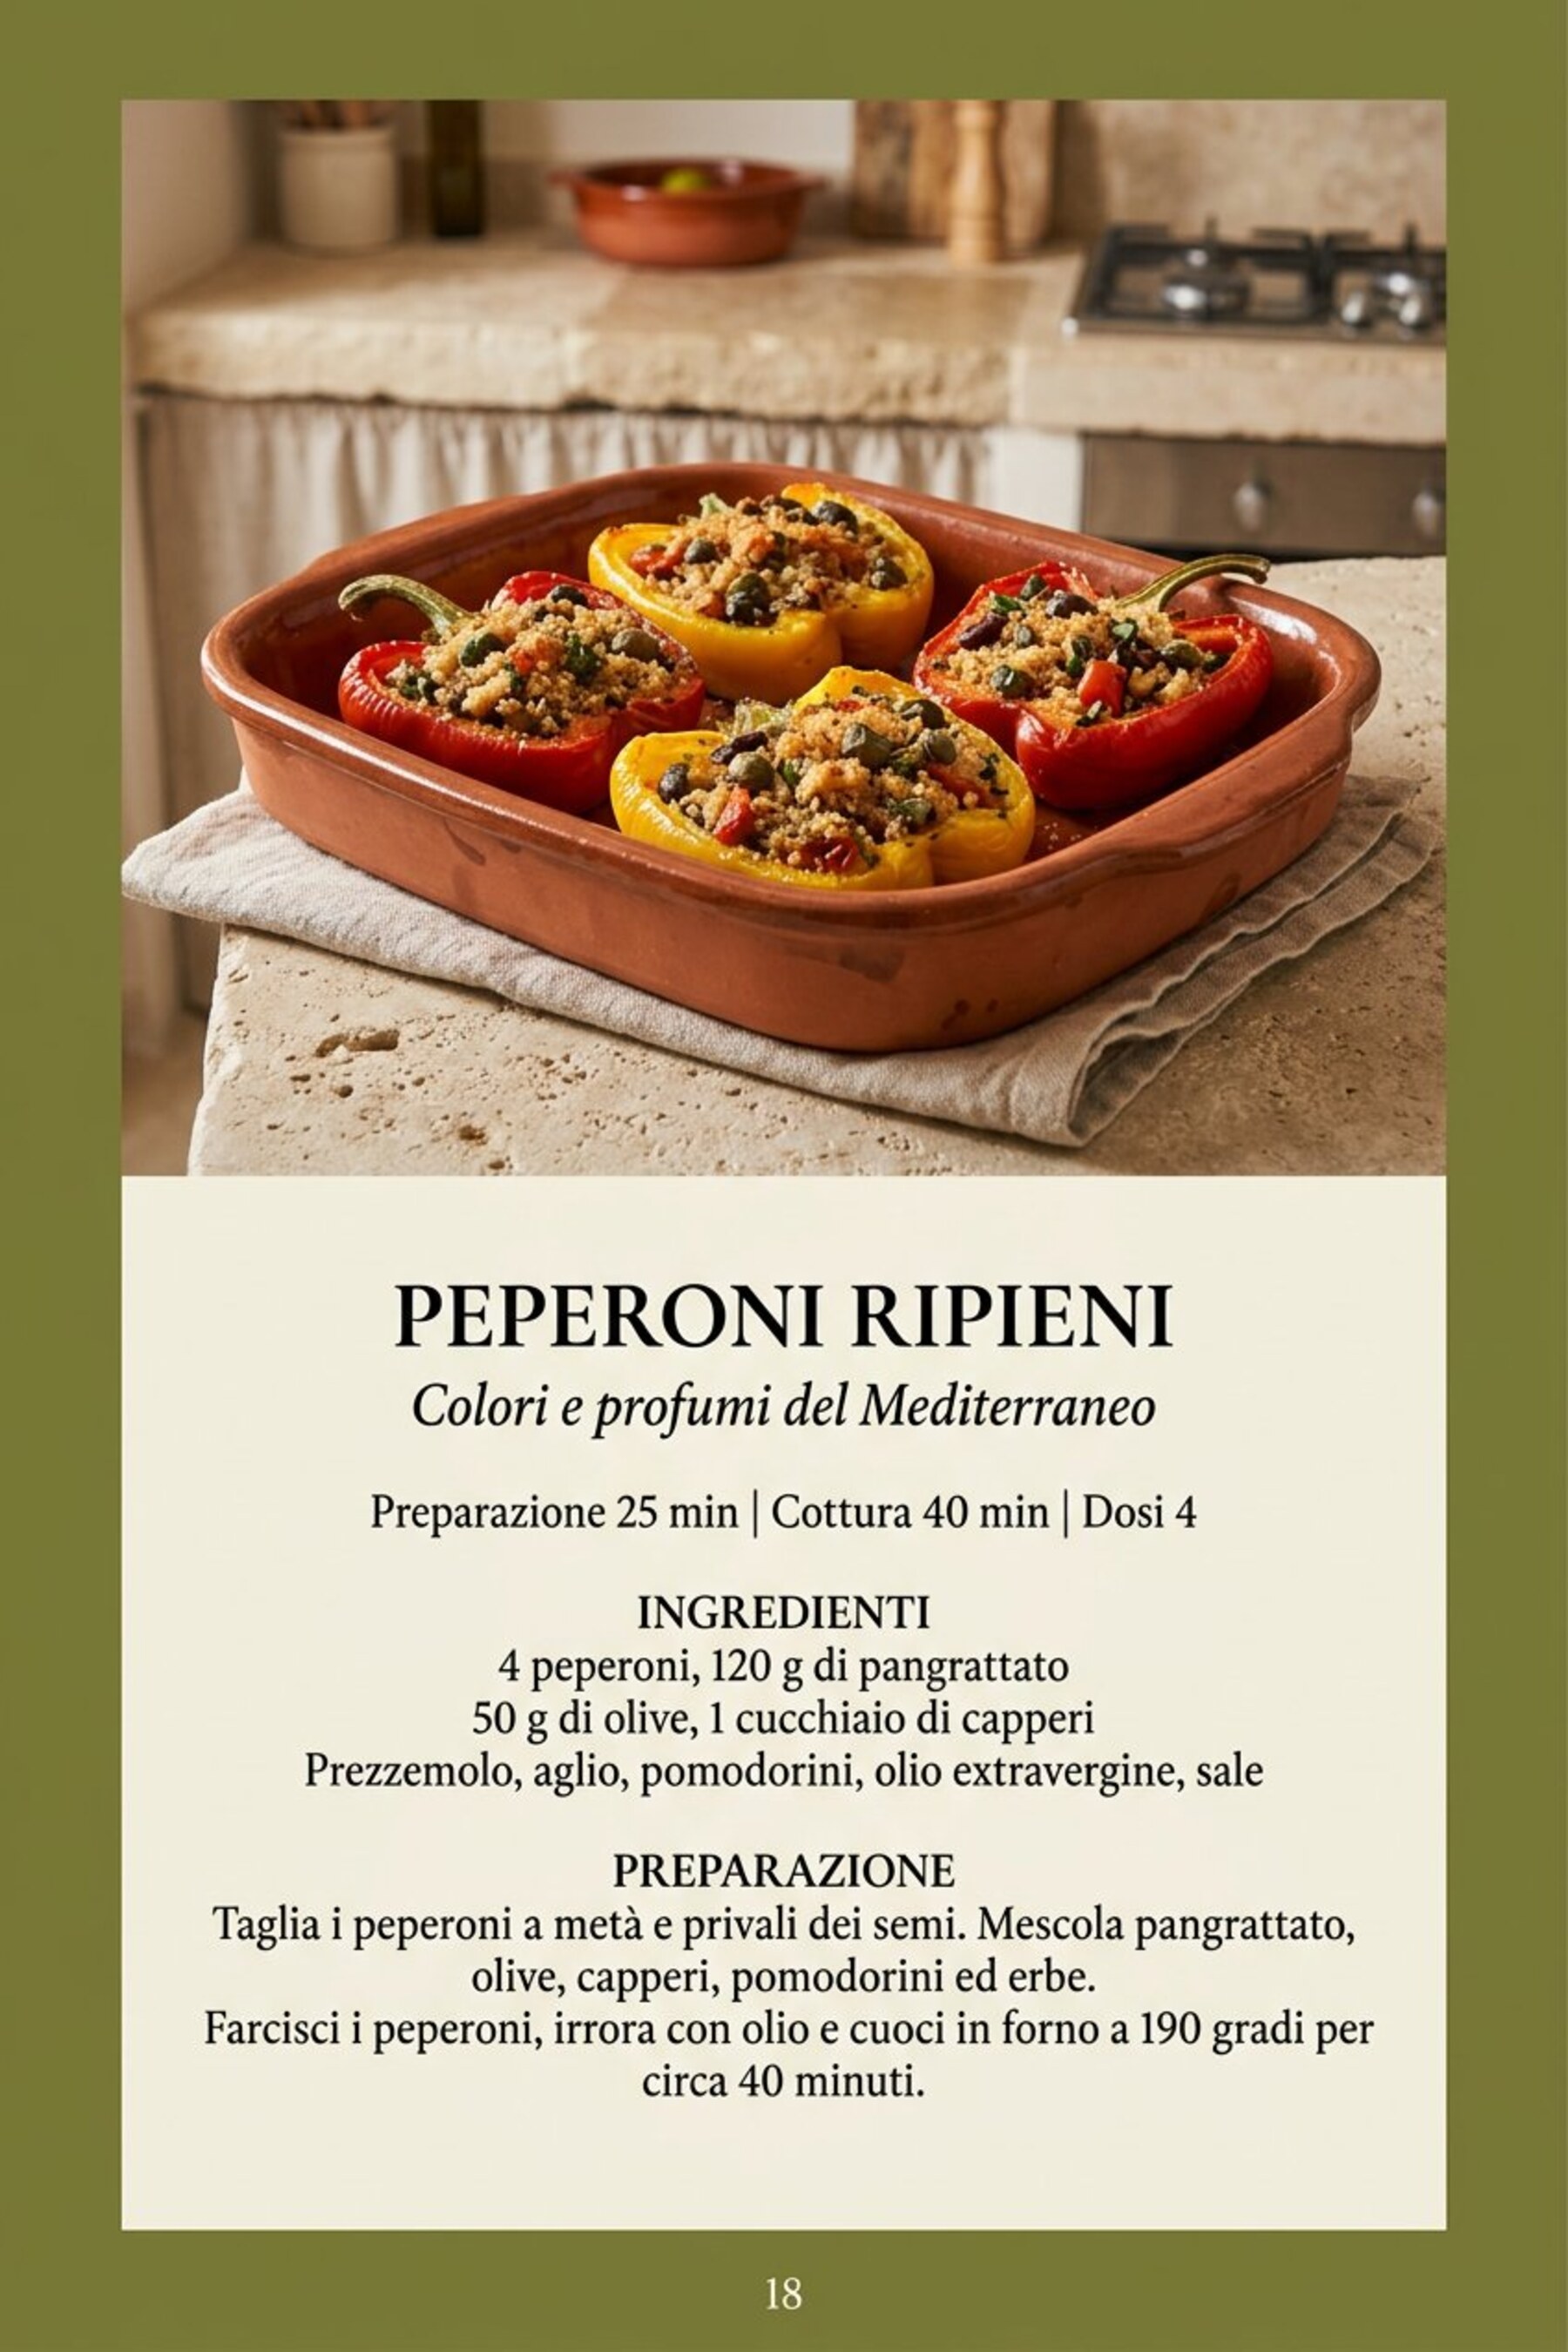 PEPERONI RIPIENI
Colori e profumi del Mediterraneo
Preparazione 25 min | Cottura 40 min | Dosi 4
INGREDIENTI
4 peperoni, 120 g di pangrattato
50 g di olive, 1 cucchiaio di capperi
Prezzemolo, aglio, pomodorini, olio extravergine, sale
PREPARAZIONE
Taglia i peperoni a metà e privali dei semi. Mescola pangrattato,
olive, capperi, pomodorini ed erbe.
Farcisci i peperoni, irrora con olio e cuoci in forno a 190 gradi per
circa 40 minuti.
18